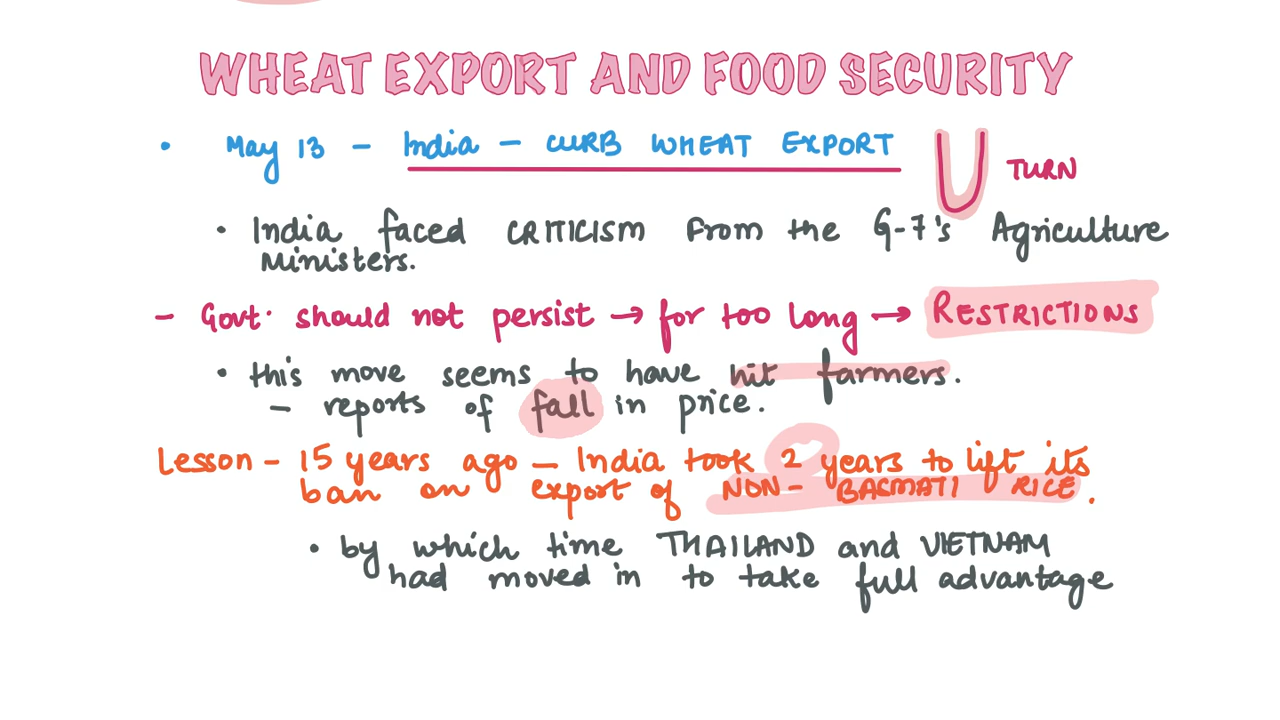 WHEAT EXPORT AND FOOD SECURITY
• May 13 - India - CURB WHEAT EXPORT U TURN
• India faced CRITICISM from the G-7's Agriculture
Ministers.
- Govt. should not persist → for too long → RESTRICTIONS
• this move seems to have hit farmers.
- reports of fall in price.
Lesson - 15 years ago - India took 2 years to lift its
ban on export of NON- BASMATI RICE.
• by which time THAILAND and VIETNAM
had moved in to take full advantage